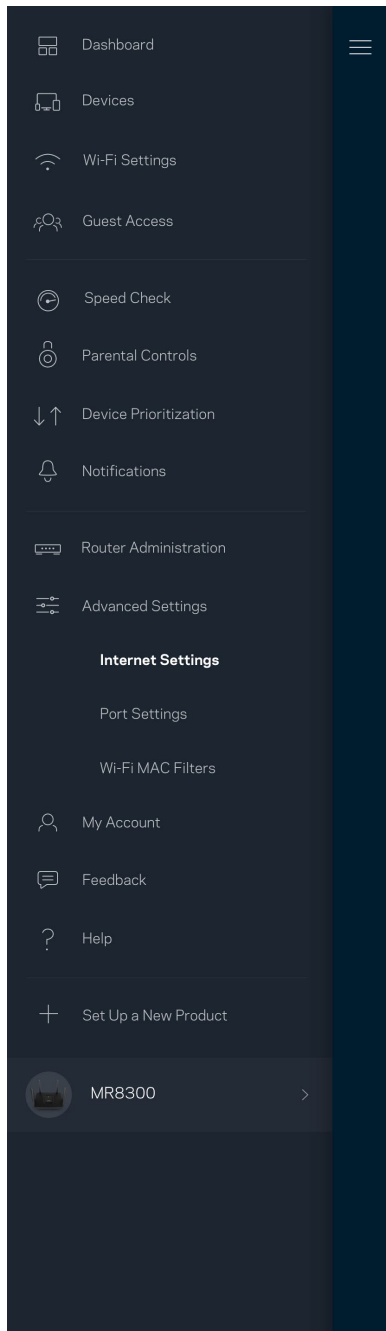 Dashboard
Devices
Wi-Fi Settings
Guest Access
Speed Check
Parental Controls
Device Prioritization
Notifications
Router Administration
Advanced Settings
Internet Settings
Port Settings
Wi-Fi MAC Filters
My Account
Feedback
Help
Set Up a New Product
MR8300